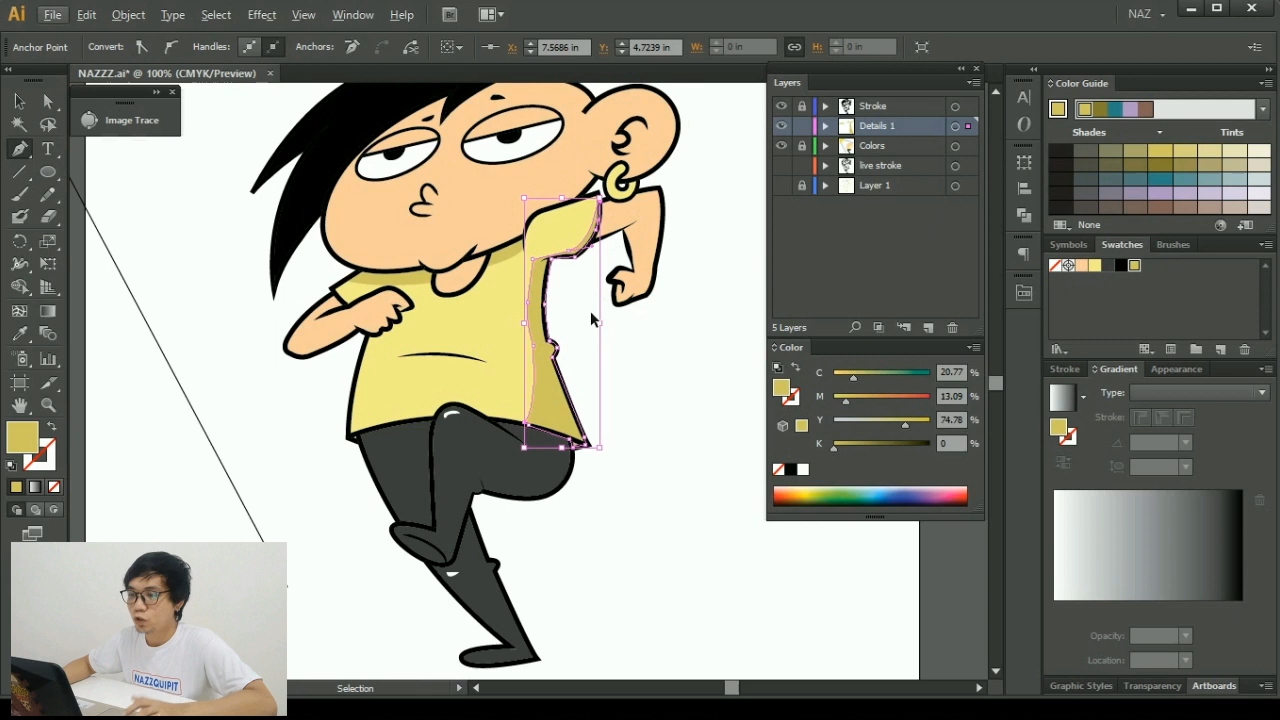 Ai File Edit Object Type Select Effect View Window Help Br NAZ
Anchor Point Convert: Handles: Anchors: X: 7.5686 in Y: 4.7239 in W: 0 in H: 0 in
NAZZZ.ai* @ 100% (CMYK/Preview)
Image Trace
Layers
Stroke
Details 1
Colors
live stroke
Layer 1
5 Layers
Color
C 20.77 %
M 13.09 %
Y 74.78 %
K 0 %
Color Guide
Shades Tints
None
Symbols Swatches Brushes
Stroke Gradient Appearance
Type:
Stroke:
Opacity:
Location:
Graphic Styles Transparency Artboards
Selection
NAZZQUIPIT